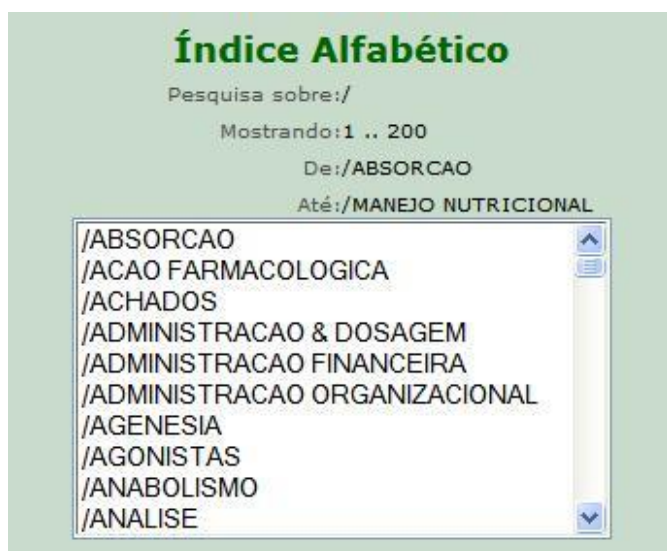 Índice Alfabético
Pesquisa sobre:/
Mostrando:1 .. 200
De:/ABSORCAO
Até:/MANEJO NUTRICIONAL
/ABSORCAO
/ACAO FARMACOLOGICA
/ACHADOS
/ADMINISTRACAO & DOSAGEM
/ADMINISTRACAO FINANCEIRA
/ADMINISTRACAO ORGANIZACIONAL
/AGENESIA
/AGONISTAS
/ANABOLISMO
/ANALISE